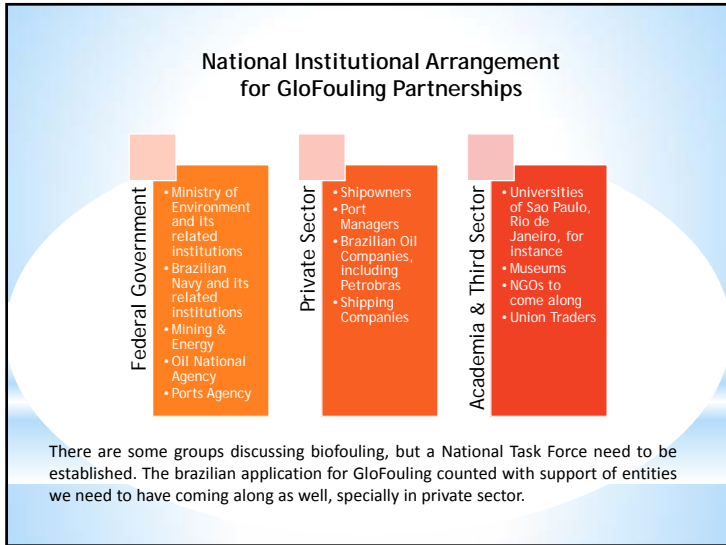 National Institutional Arrangement
for GloFouling Partnerships
Federal Government
•Ministry of
Environment
and its
related
institutions
•Brazilian
Navy and its
related
institutions
•Mining &
Energy
•Oil National
Agency
•Ports Agency
Private Sector
•Shipowners
•Port
Managers
•Brazilian Oil
Companies,
including
Petrobras
•Shipping
Companies
Academia & Third Sector
•Universities
of Sao Paulo,
Rio de
Janeiro, for
instance
•Museums
•NGOs to
come along
•Union Traders
There are some groups discussing biofouling, but a National Task Force need to be
established. The brazilian application for GloFouling counted with support of entities
we need to have coming along as well, specially in private sector.